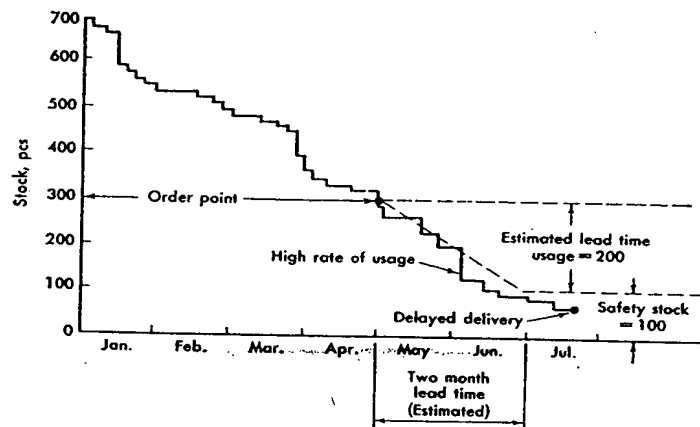 700
600
500
400
300
200
100
0
Stock, pcs
Order point
High rate of usage
Estimated lead time
usage = 200
Delayed delivery
Safety stock
= 100
Jan.
Feb.
Mar.
Apr.
May
Jun.
Jul.
Two month
lead time
(Estimated)